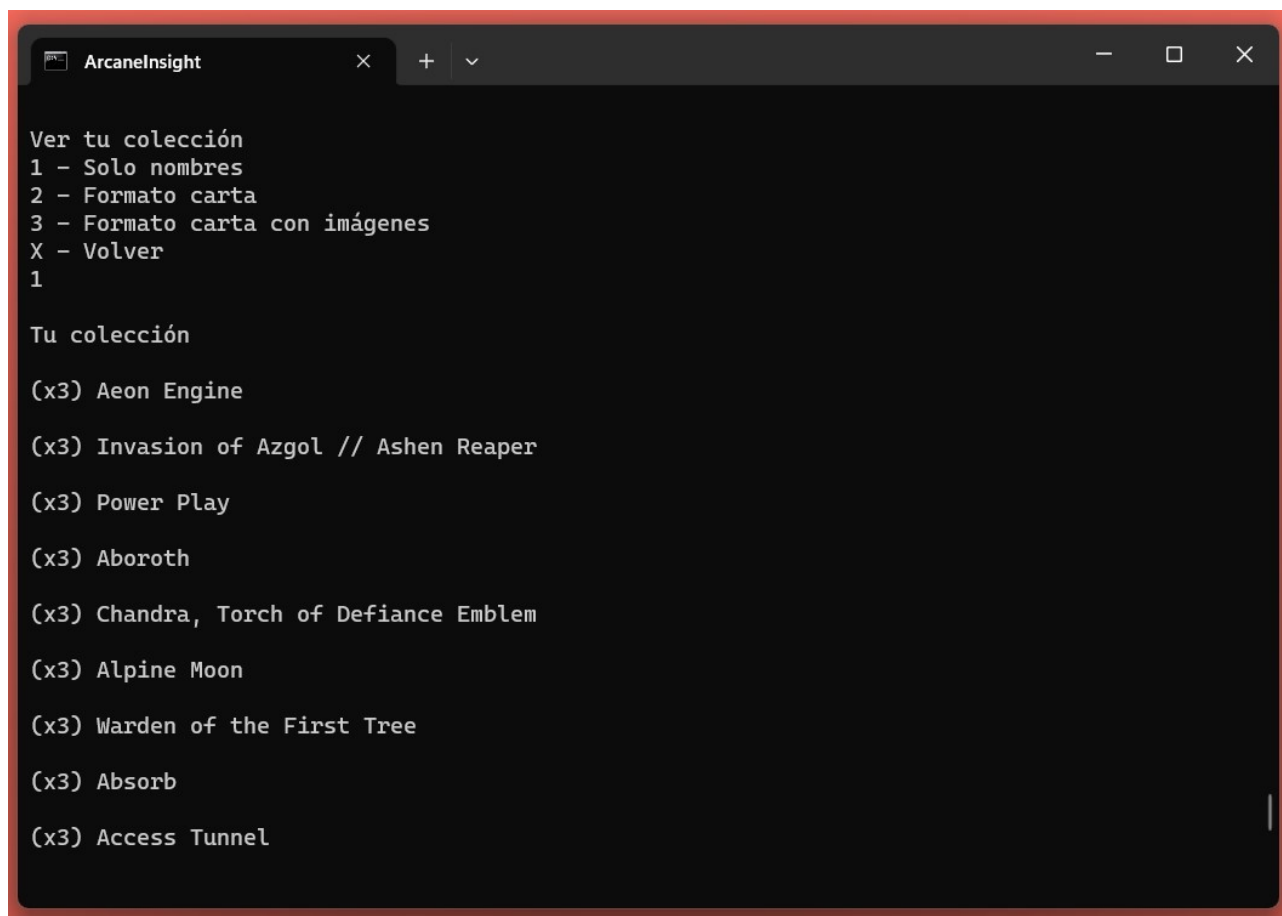 ArcaneInsight
Ver tu colección
1 - Solo nombres
2 - Formato carta
3 - Formato carta con imágenes
X - Volver
1
Tu colección
(x3) Aeon Engine
(x3) Invasion of Azgol // Ashen Reaper
(x3) Power Play
(x3) Aboroth
(x3) Chandra, Torch of Defiance Emblem
(x3) Alpine Moon
(x3) Warden of the First Tree
(x3) Absorb
(x3) Access Tunnel